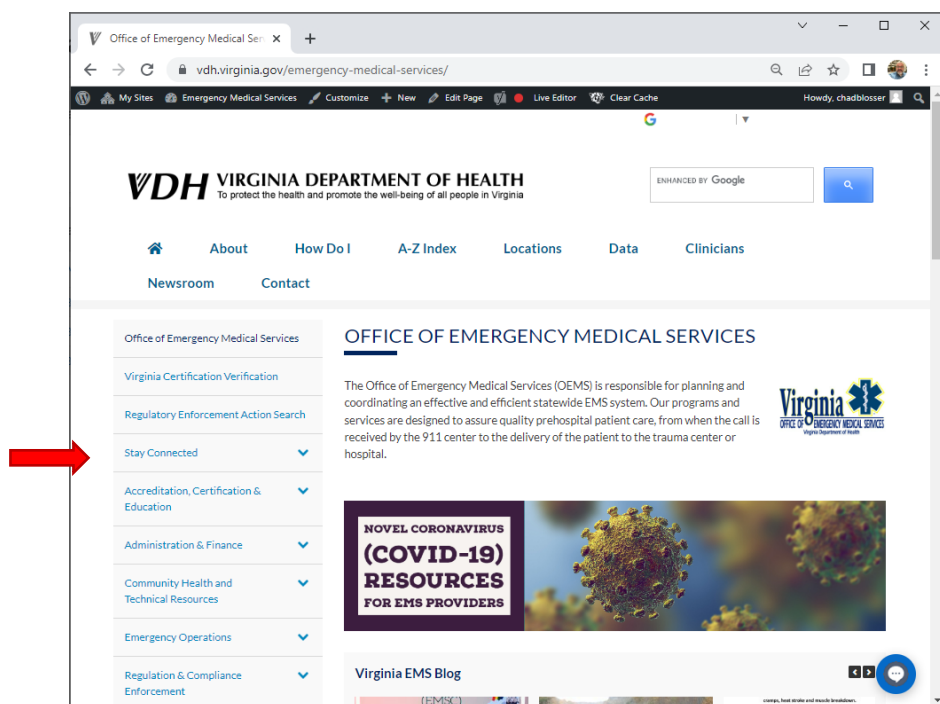 Office of Emergency Medical Ser
vdh.virginia.gov/emergency-medical-services/
My Sites Emergency Medical Services Customize New Edit Page Live Editor Clear Cache Howdy, chadblosser
VDH VIRGINIA DEPARTMENT OF HEALTH
To protect the health and promote the well-being of all people in Virginia
ENHANCED BY Google
About How Do I A-Z Index Locations Data Clinicians
Newsroom Contact
Office of Emergency Medical Services
Virginia Certification Verification
Regulatory Enforcement Action Search
Stay Connected
Accreditation, Certification &
Education
Administration & Finance
Community Health and
Technical Resources
Emergency Operations
Regulation & Compliance
Enforcement
OFFICE OF EMERGENCY MEDICAL SERVICES
The Office of Emergency Medical Services (OEMS) is responsible for planning and
coordinating an effective and efficient statewide EMS system. Our programs and
services are designed to assure quality prehospital patient care, from when the call is
received by the 911 center to the delivery of the patient to the trauma center or
hospital.
Virginia
OFFICE OF EMERGENCY MEDICAL SERVICES
Virginia Department of Health
NOVEL CORONAVIRUS
(COVID-19)
RESOURCES
FOR EMS PROVIDERS
Virginia EMS Blog
(EMSC)
cramps, heat stroke and muscle breakdown.